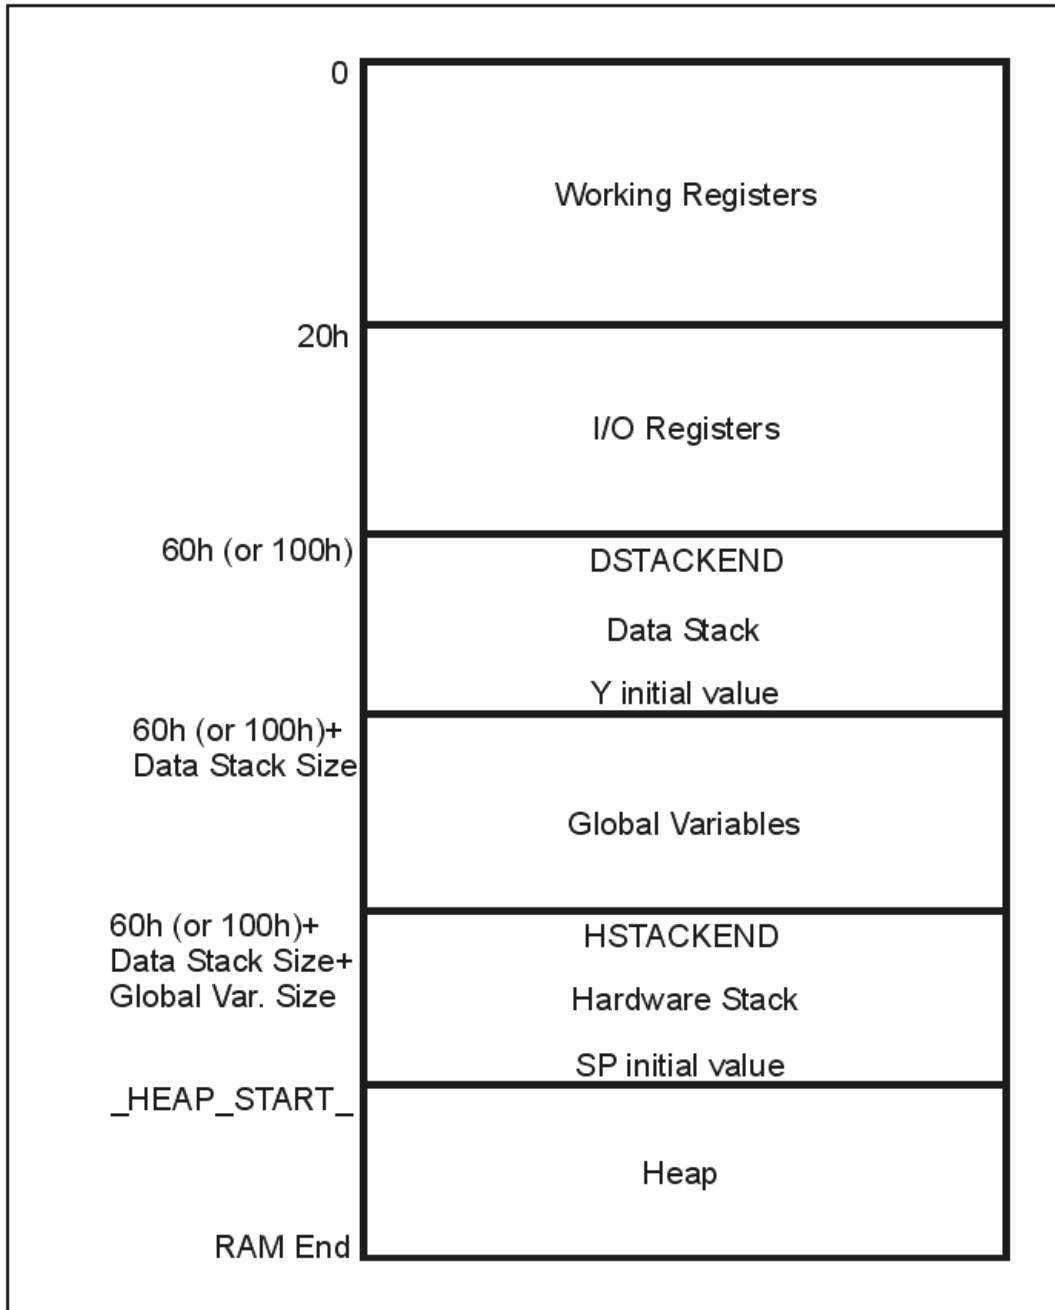 0
Working Registers
20h
I/O Registers
60h (or 100h)
DSTACKEND
Data Stack
Y initial value
60h (or 100h)+
Data Stack Size
Global Variables
60h (or 100h)+
Data Stack Size+
Global Var. Size
HSTACKEND
Hardware Stack
SP initial value
_HEAP_START_
Heap
RAM End